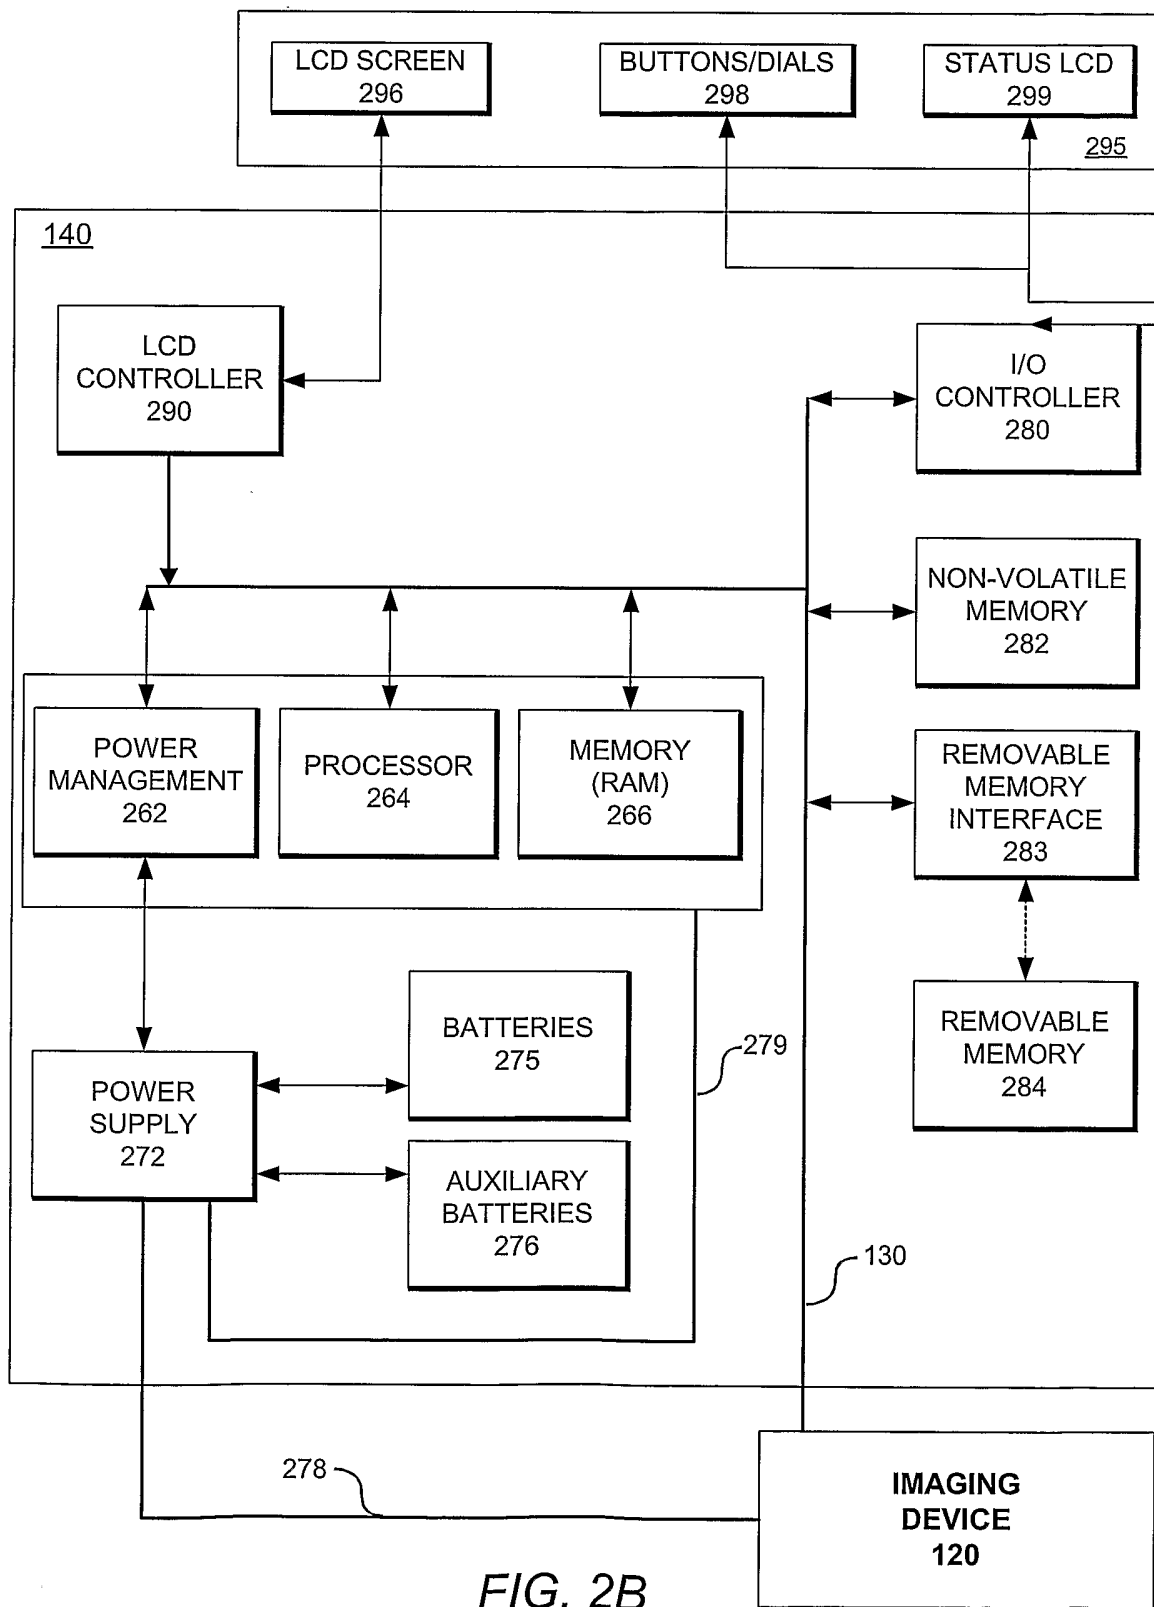 LCD SCREEN
296
BUTTONS/DIALS
298
STATUS LCD
299
295
140
LCD
CONTROLLER
290
I/O
CONTROLLER
280
NON-VOLATILE
MEMORY
282
POWER
MANAGEMENT
262
PROCESSOR
264
MEMORY
(RAM)
266
REMOVABLE
MEMORY
INTERFACE
283
BATTERIES
275
279
REMOVABLE
MEMORY
284
POWER
SUPPLY
272
AUXILIARY
BATTERIES
276
130
278
IMAGING
DEVICE
120
FIG. 2B